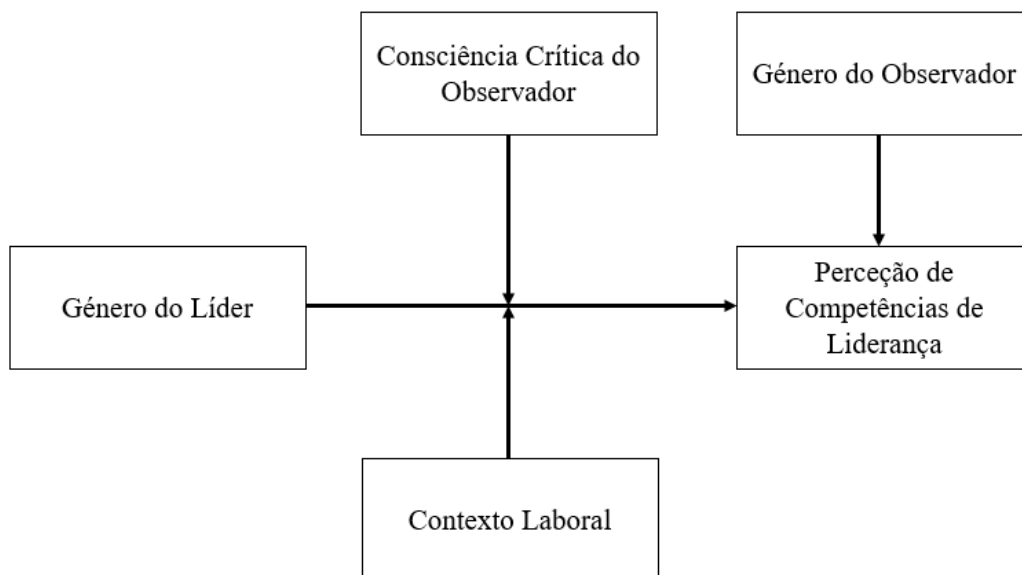 Consciência Crítica do
Observador
Género do Observador
Género do Líder
Perceção de
Competências de
Liderança
Contexto Laboral